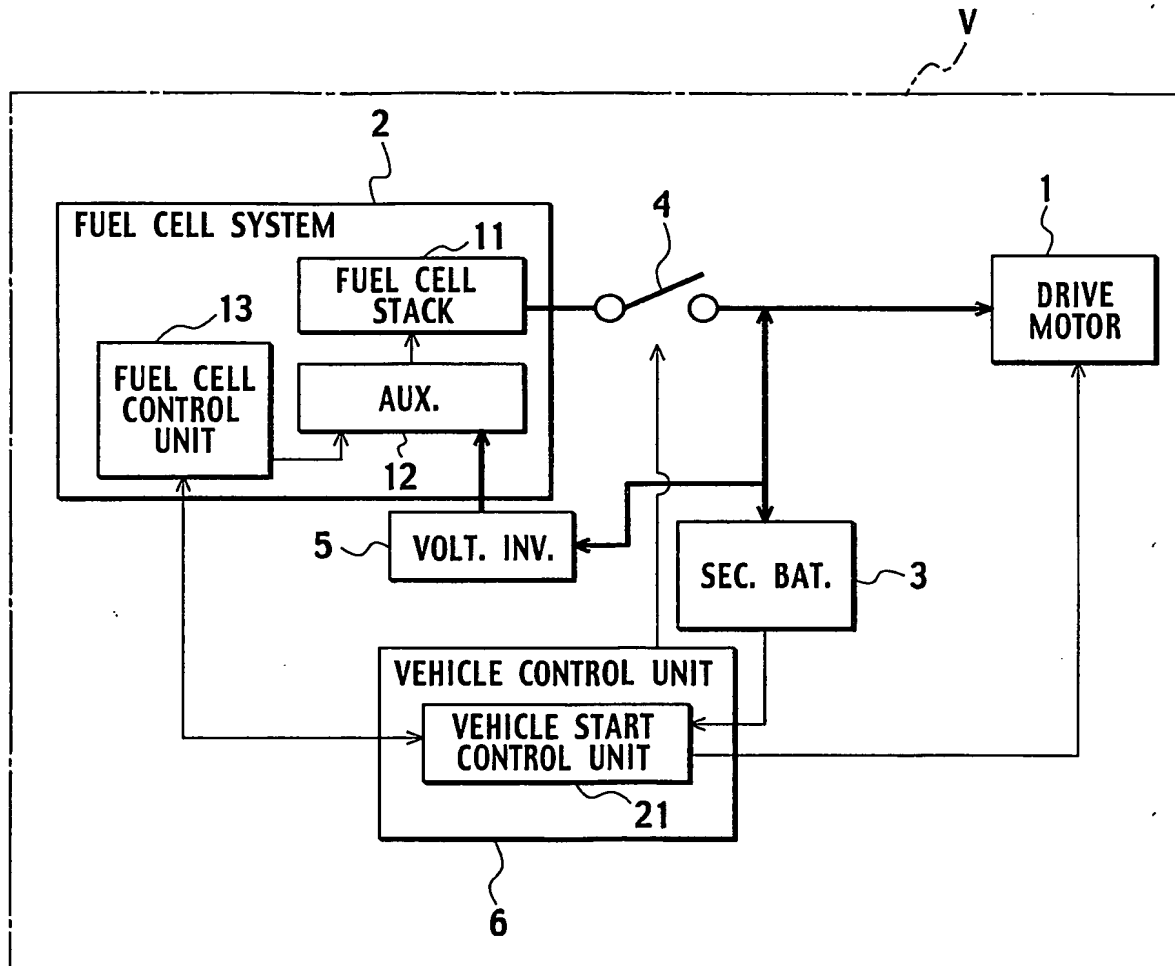 V
2
FUEL CELL SYSTEM
11
FUEL CELL
STACK
4
1
DRIVE
MOTOR
13
FUEL CELL
CONTROL
UNIT
AUX.
12
5
VOLT. INV.
SEC. BAT.
3
VEHICLE CONTROL UNIT
VEHICLE START
CONTROL UNIT
21
6